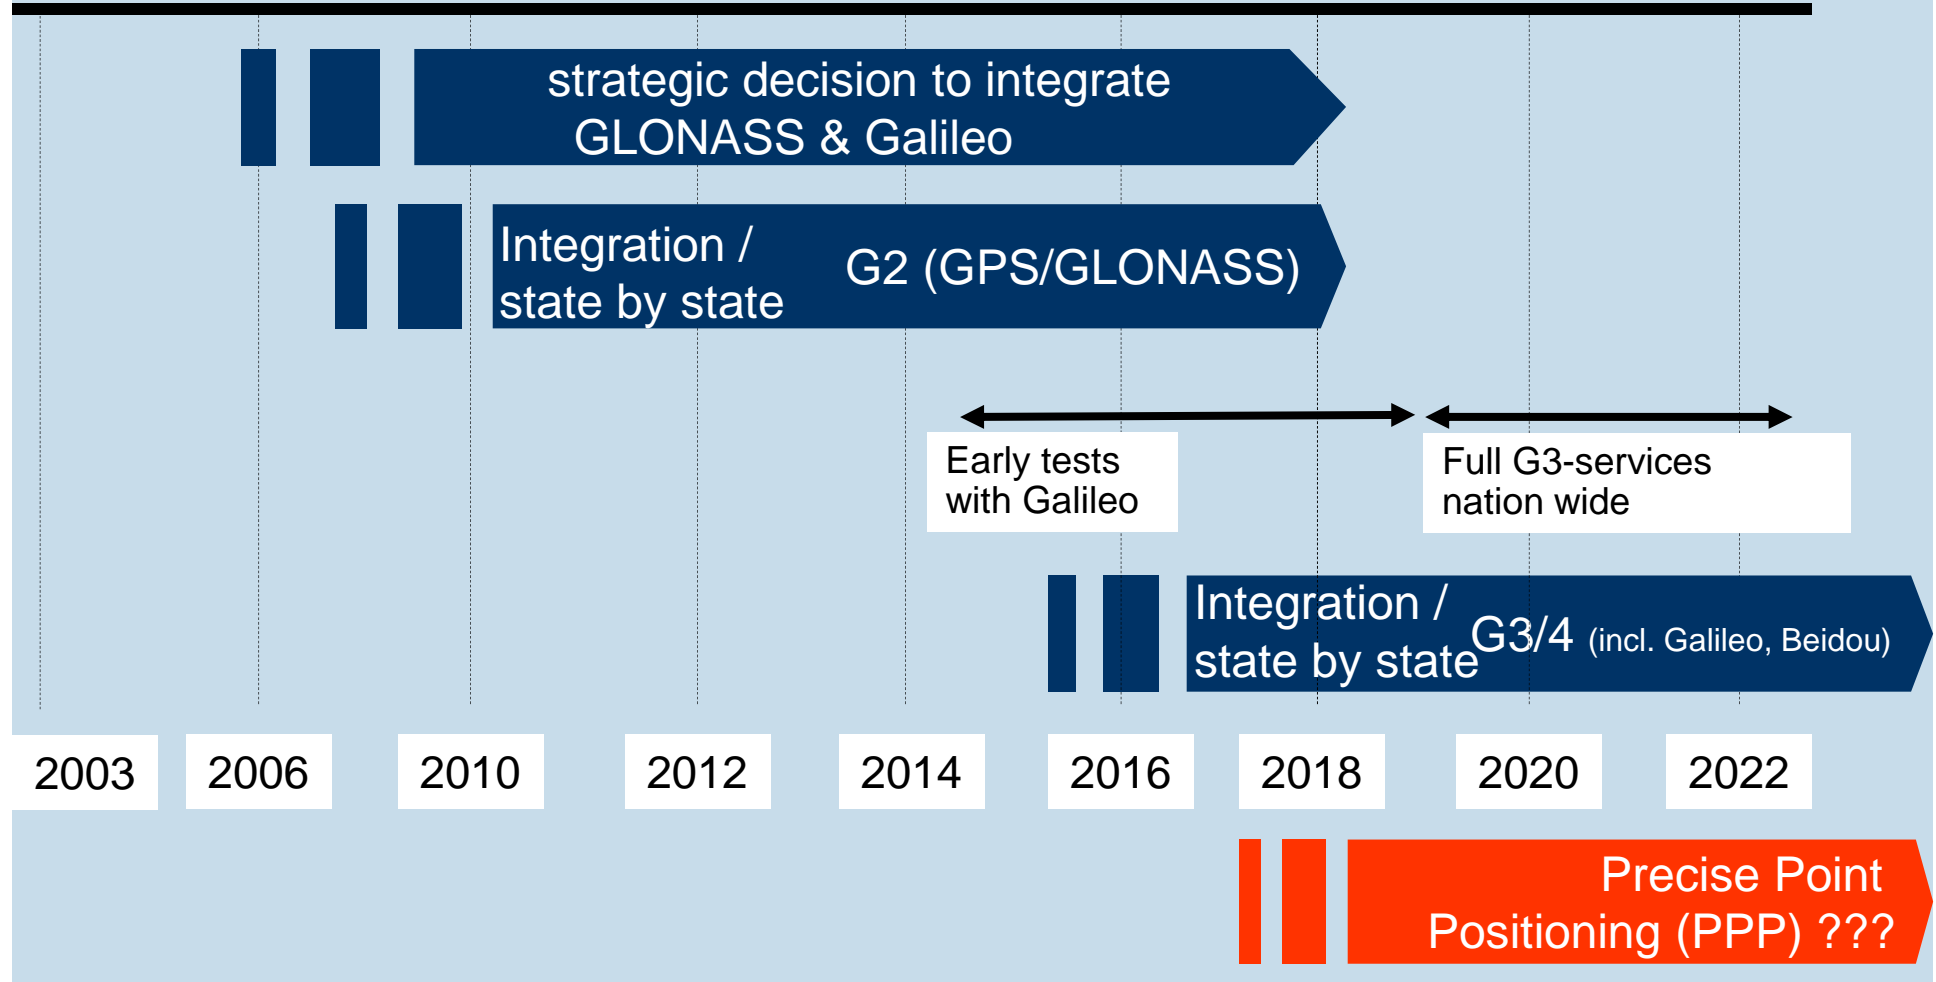 strategic decision to integrate
GLONASS & Galileo
Integration /
state by state
G2 (GPS/GLONASS)
Early tests
with Galileo
Full G3-services
nation wide
Integration /
state by state
G3/4 (incl. Galileo, Beidou)
2003 2006 2010 2012 2014 2016 2018 2020 2022
Precise Point
Positioning (PPP) ???